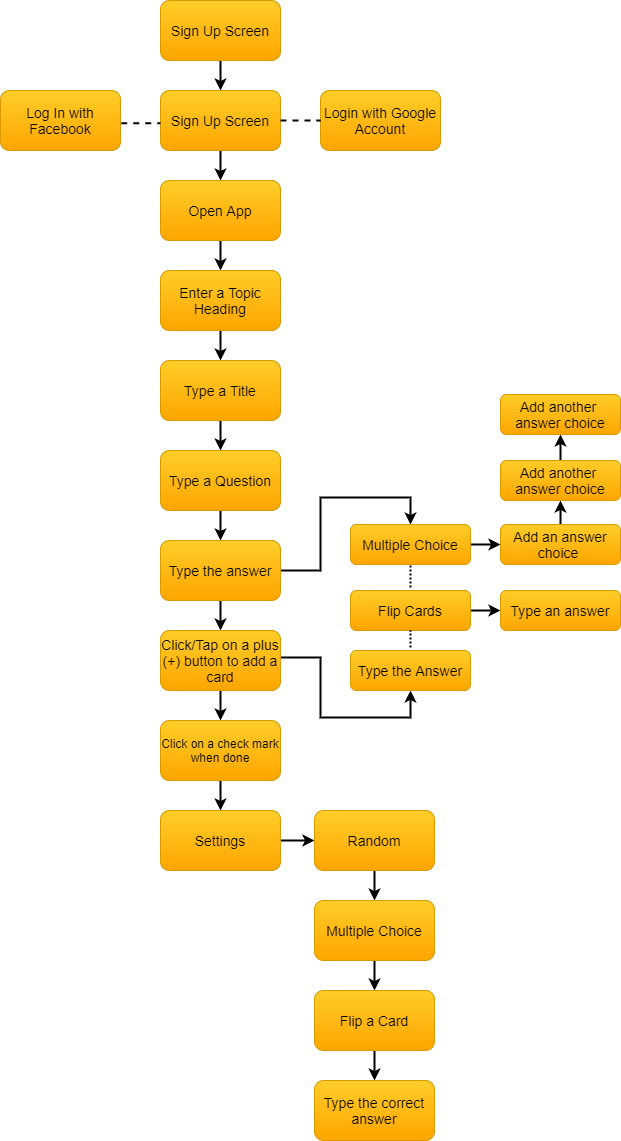 Sign Up Screen
Log In with
Facebook
Sign Up Screen
Login with Google
Account
Open App
Enter a Topic
Heading
Type a Title
Type a Question
Type the answer
Multiple Choice
Add another
answer choice
Add another
answer choice
Add an answer
choice
Flip Cards
Type an answer
Type the Answer
Click/Tap on a plus
(+) button to add a
card
Click on a check mark
when done
Settings
Random
Multiple Choice
Flip a Card
Type the correct
answer